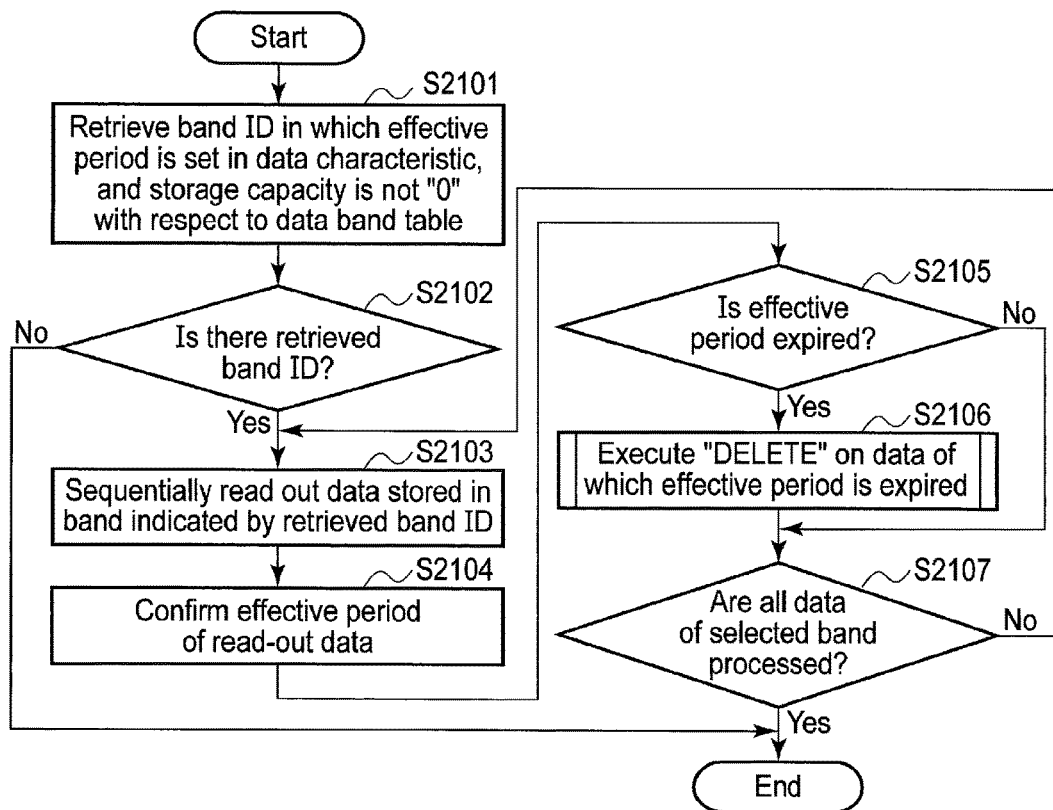 Start
S2101
Retrieve band ID in which effective
period is set in data characteristic,
and storage capacity is not "0"
with respect to data band table
S2102
No
Is there retrieved
band ID?
Yes
S2103
Sequentially read out data stored in
band indicated by retrieved band ID
S2104
Confirm effective period
of read-out data
S2105
Is effective
period expired?
No
Yes
S2106
Execute "DELETE" on data of
which effective period is expired
S2107
Are all data
of selected band
processed?
No
Yes
End